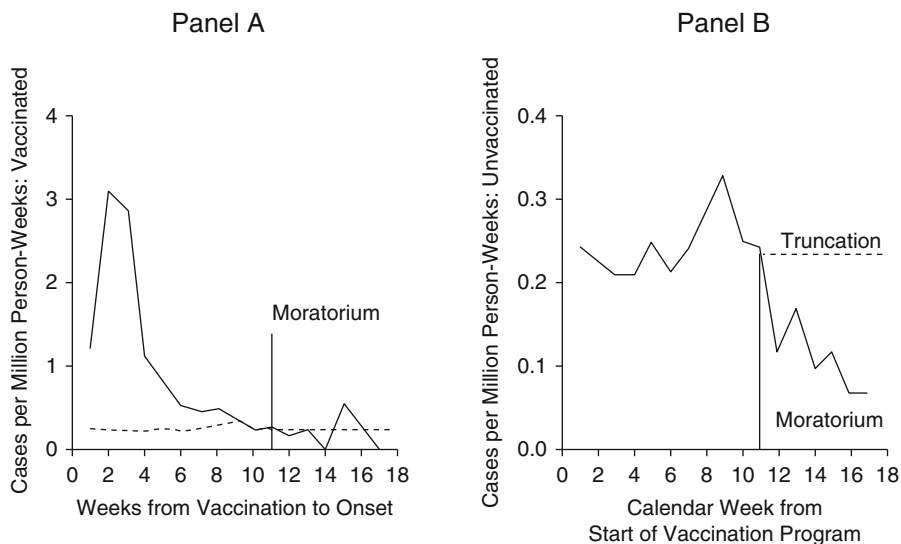 Panel A
Cases per Million Person-Weeks: Vaccinated
4
3
2
1
0
Moratorium
0 2 4 6 8 10 12 14 16 18
Weeks from Vaccination to Onset
Panel B
Cases per Million Person-Weeks: Unvaccinated
0.4
0.3
0.2
0.1
0.0
Truncation
Moratorium
0 2 4 6 8 10 12 14 16 18
Calendar Week from
Start of Vaccination Program